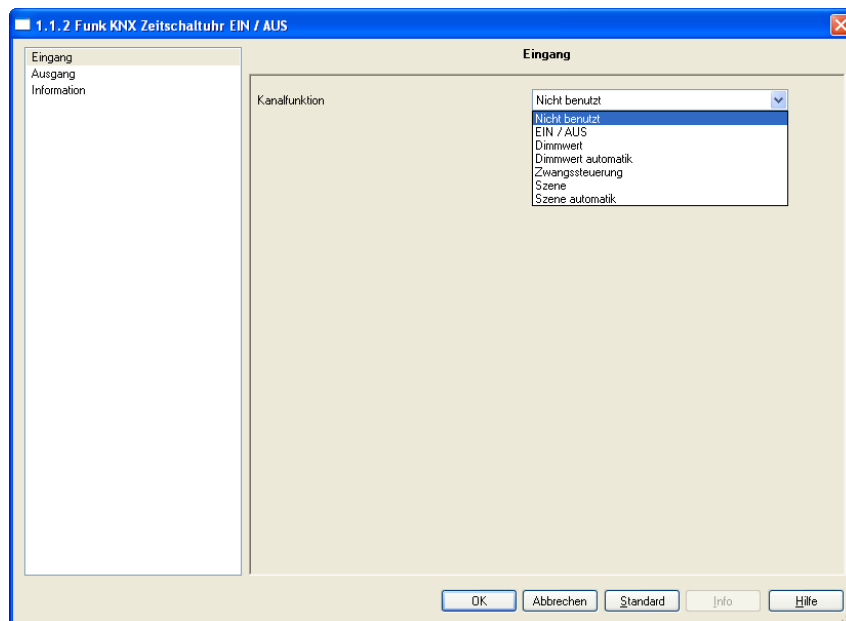 1.1.2 Funk KNX Zeitschaltuhr EIN / AUS
Eingang
Ausgang
Information
Eingang
Kanalfunktion
Nicht benutzt
Nicht benutzt
EIN / AUS
Dimmwert
Dimmwert automatik
Zwangssteuerung
Szene
Szene automatik
OK
Abbrechen
Standard
Info
Hilfe